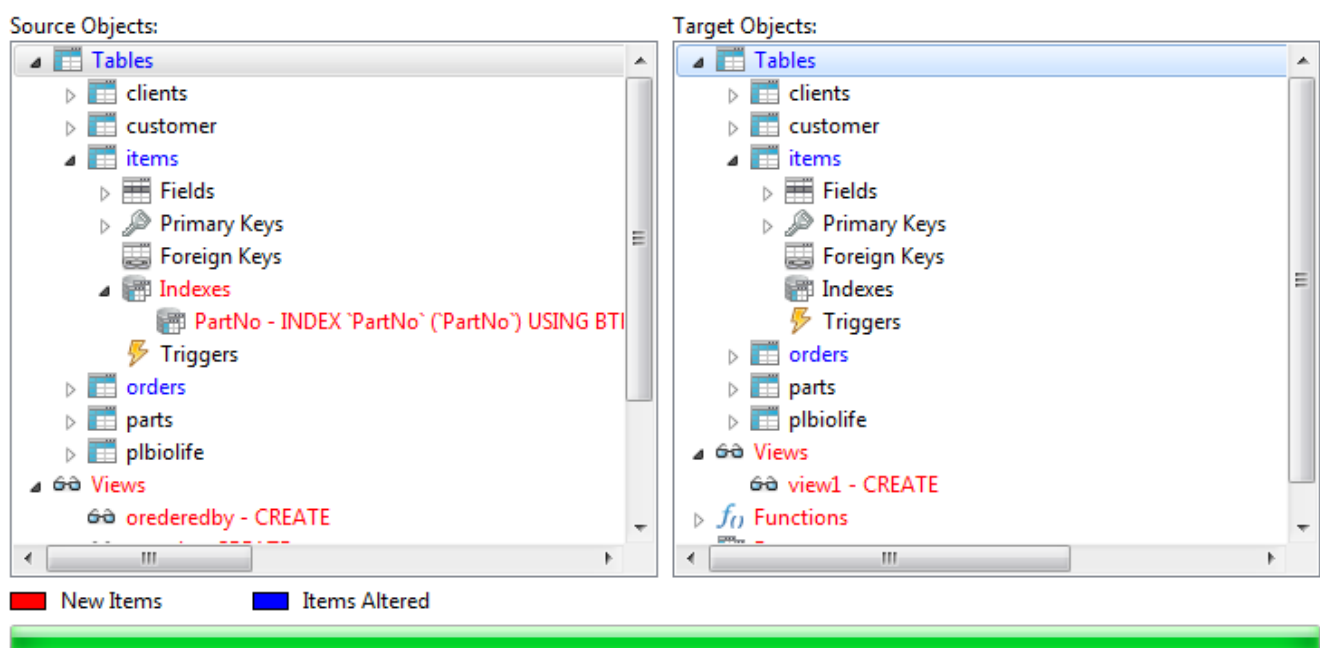 Source Objects:
Tables
clients
customer
items
Fields
Primary Keys
Foreign Keys
Indexes
PartNo - INDEX `PartNo` (`PartNo`) USING BTI
Triggers
orders
parts
plbiolife
Views
orederedby - CREATE
Target Objects:
Tables
clients
customer
items
Fields
Primary Keys
Foreign Keys
Indexes
Triggers
orders
parts
plbiolife
Views
view1 - CREATE
Functions
New Items
Items Altered